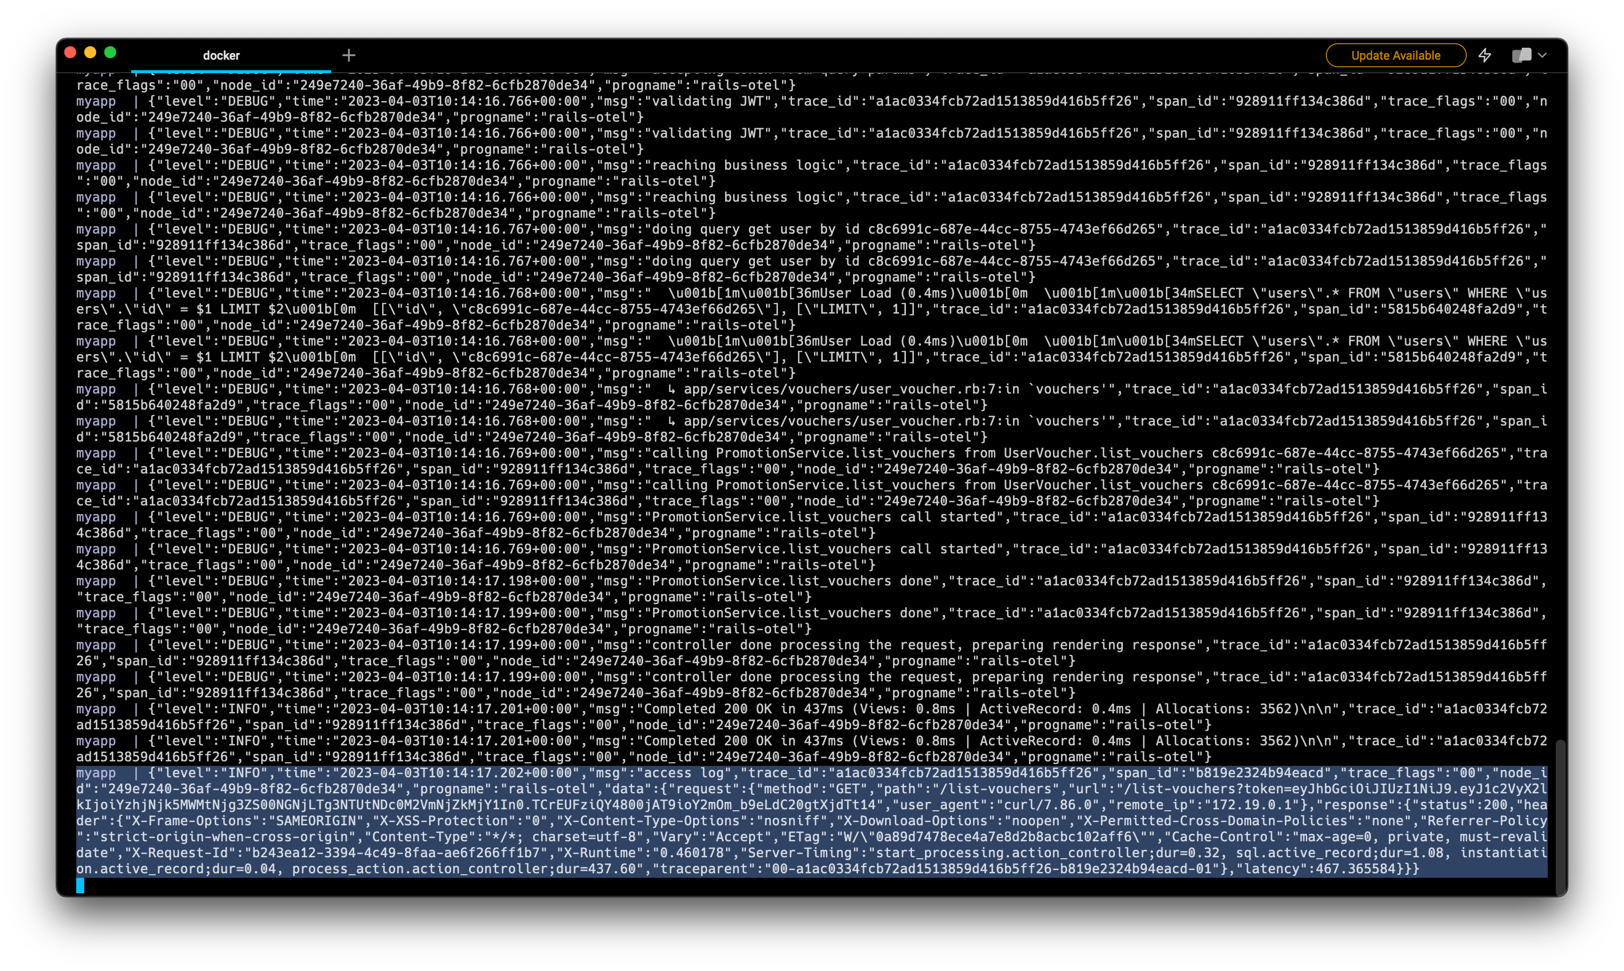 docker
Update Available
race_flags":"00","node_id":"249e7240-36af-49b9-8f82-6cfb2870de34","progname":"rails-otel"}
myapp  | {"level":"DEBUG","time":"2023-04-03T10:14:16.766+00:00","msg":"validating JWT","trace_id":"a1ac0334fcb72ad1513859d416b5ff26","span_id":"928911ff134c386d","trace_flags":"00","n
ode_id":"249e7240-36af-49b9-8f82-6cfb2870de34","progname":"rails-otel"}
myapp  | {"level":"DEBUG","time":"2023-04-03T10:14:16.766+00:00","msg":"validating JWT","trace_id":"a1ac0334fcb72ad1513859d416b5ff26","span_id":"928911ff134c386d","trace_flags":"00","n
ode_id":"249e7240-36af-49b9-8f82-6cfb2870de34","progname":"rails-otel"}
myapp  | {"level":"DEBUG","time":"2023-04-03T10:14:16.766+00:00","msg":"reaching business logic","trace_id":"a1ac0334fcb72ad1513859d416b5ff26","span_id":"928911ff134c386d","trace_flags
":"00","node_id":"249e7240-36af-49b9-8f82-6cfb2870de34","progname":"rails-otel"}
myapp  | {"level":"DEBUG","time":"2023-04-03T10:14:16.766+00:00","msg":"reaching business logic","trace_id":"a1ac0334fcb72ad1513859d416b5ff26","span_id":"928911ff134c386d","trace_flags
":"00","node_id":"249e7240-36af-49b9-8f82-6cfb2870de34","progname":"rails-otel"}
myapp  | {"level":"DEBUG","time":"2023-04-03T10:14:16.767+00:00","msg":"doing query get user by id c8c6991c-687e-44cc-8755-4743ef66d265","trace_id":"a1ac0334fcb72ad1513859d416b5ff26","
span_id":"928911ff134c386d","trace_flags":"00","node_id":"249e7240-36af-49b9-8f82-6cfb2870de34","progname":"rails-otel"}
myapp  | {"level":"DEBUG","time":"2023-04-03T10:14:16.767+00:00","msg":"doing query get user by id c8c6991c-687e-44cc-8755-4743ef66d265","trace_id":"a1ac0334fcb72ad1513859d416b5ff26","
span_id":"928911ff134c386d","trace_flags":"00","node_id":"249e7240-36af-49b9-8f82-6cfb2870de34","progname":"rails-otel"}
myapp  | {"level":"DEBUG","time":"2023-04-03T10:14:16.768+00:00","msg":"  \u001b[1m\u001b[36mUser Load (0.4ms)\u001b[0m  \u001b[1m\u001b[34mSELECT \"users\".* FROM \"users\" WHERE \"us
ers\".\"id\" = $1 LIMIT $2\u001b[0m  [[\"id\", \"c8c6991c-687e-44cc-8755-4743ef66d265\"], [\"LIMIT\", 1]]","trace_id":"a1ac0334fcb72ad1513859d416b5ff26","span_id":"5815b640248fa2d9","t
race_flags":"00","node_id":"249e7240-36af-49b9-8f82-6cfb2870de34","progname":"rails-otel"}
myapp  | {"level":"DEBUG","time":"2023-04-03T10:14:16.768+00:00","msg":"  \u001b[1m\u001b[36mUser Load (0.4ms)\u001b[0m  \u001b[1m\u001b[34mSELECT \"users\".* FROM \"users\" WHERE \"us
ers\".\"id\" = $1 LIMIT $2\u001b[0m  [[\"id\", \"c8c6991c-687e-44cc-8755-4743ef66d265\"], [\"LIMIT\", 1]]","trace_id":"a1ac0334fcb72ad1513859d416b5ff26","span_id":"5815b640248fa2d9","t
race_flags":"00","node_id":"249e7240-36af-49b9-8f82-6cfb2870de34","progname":"rails-otel"}
myapp  | {"level":"DEBUG","time":"2023-04-03T10:14:16.768+00:00","msg":"  ↳ app/services/vouchers/user_voucher.rb:7:in `vouchers'","trace_id":"a1ac0334fcb72ad1513859d416b5ff26","span_i
d":"5815b640248fa2d9","trace_flags":"00","node_id":"249e7240-36af-49b9-8f82-6cfb2870de34","progname":"rails-otel"}
myapp  | {"level":"DEBUG","time":"2023-04-03T10:14:16.768+00:00","msg":"  ↳ app/services/vouchers/user_voucher.rb:7:in `vouchers'","trace_id":"a1ac0334fcb72ad1513859d416b5ff26","span_i
d":"5815b640248fa2d9","trace_flags":"00","node_id":"249e7240-36af-49b9-8f82-6cfb2870de34","progname":"rails-otel"}
myapp  | {"level":"DEBUG","time":"2023-04-03T10:14:16.769+00:00","msg":"calling PromotionService.list_vouchers from UserVoucher.list_vouchers c8c6991c-687e-44cc-8755-4743ef66d265","tra
ce_id":"a1ac0334fcb72ad1513859d416b5ff26","span_id":"928911ff134c386d","trace_flags":"00","node_id":"249e7240-36af-49b9-8f82-6cfb2870de34","progname":"rails-otel"}
myapp  | {"level":"DEBUG","time":"2023-04-03T10:14:16.769+00:00","msg":"calling PromotionService.list_vouchers from UserVoucher.list_vouchers c8c6991c-687e-44cc-8755-4743ef66d265","tra
ce_id":"a1ac0334fcb72ad1513859d416b5ff26","span_id":"928911ff134c386d","trace_flags":"00","node_id":"249e7240-36af-49b9-8f82-6cfb2870de34","progname":"rails-otel"}
myapp  | {"level":"DEBUG","time":"2023-04-03T10:14:16.769+00:00","msg":"PromotionService.list_vouchers call started","trace_id":"a1ac0334fcb72ad1513859d416b5ff26","span_id":"928911ff13
4c386d","trace_flags":"00","node_id":"249e7240-36af-49b9-8f82-6cfb2870de34","progname":"rails-otel"}
myapp  | {"level":"DEBUG","time":"2023-04-03T10:14:16.769+00:00","msg":"PromotionService.list_vouchers call started","trace_id":"a1ac0334fcb72ad1513859d416b5ff26","span_id":"928911ff13
4c386d","trace_flags":"00","node_id":"249e7240-36af-49b9-8f82-6cfb2870de34","progname":"rails-otel"}
myapp  | {"level":"DEBUG","time":"2023-04-03T10:14:17.198+00:00","msg":"PromotionService.list_vouchers done","trace_id":"a1ac0334fcb72ad1513859d416b5ff26","span_id":"928911ff134c386d",
"trace_flags":"00","node_id":"249e7240-36af-49b9-8f82-6cfb2870de34","progname":"rails-otel"}
myapp  | {"level":"DEBUG","time":"2023-04-03T10:14:17.199+00:00","msg":"PromotionService.list_vouchers done","trace_id":"a1ac0334fcb72ad1513859d416b5ff26","span_id":"928911ff134c386d",
"trace_flags":"00","node_id":"249e7240-36af-49b9-8f82-6cfb2870de34","progname":"rails-otel"}
myapp  | {"level":"DEBUG","time":"2023-04-03T10:14:17.199+00:00","msg":"controller done processing the request, preparing rendering response","trace_id":"a1ac0334fcb72ad1513859d416b5ff
26","span_id":"928911ff134c386d","trace_flags":"00","node_id":"249e7240-36af-49b9-8f82-6cfb2870de34","progname":"rails-otel"}
myapp  | {"level":"DEBUG","time":"2023-04-03T10:14:17.199+00:00","msg":"controller done processing the request, preparing rendering response","trace_id":"a1ac0334fcb72ad1513859d416b5ff
26","span_id":"928911ff134c386d","trace_flags":"00","node_id":"249e7240-36af-49b9-8f82-6cfb2870de34","progname":"rails-otel"}
myapp  | {"level":"INFO","time":"2023-04-03T10:14:17.201+00:00","msg":"Completed 200 OK in 437ms (Views: 0.8ms | ActiveRecord: 0.4ms | Allocations: 3562)\n\n","trace_id":"a1ac0334fcb72
ad1513859d416b5ff26","span_id":"928911ff134c386d","trace_flags":"00","node_id":"249e7240-36af-49b9-8f82-6cfb2870de34","progname":"rails-otel"}
myapp  | {"level":"INFO","time":"2023-04-03T10:14:17.201+00:00","msg":"Completed 200 OK in 437ms (Views: 0.8ms | ActiveRecord: 0.4ms | Allocations: 3562)\n\n","trace_id":"a1ac0334fcb72
ad1513859d416b5ff26","span_id":"928911ff134c386d","trace_flags":"00","node_id":"249e7240-36af-49b9-8f82-6cfb2870de34","progname":"rails-otel"}
myapp  | {"level":"INFO","time":"2023-04-03T10:14:17.202+00:00","msg":"access log","trace_id":"a1ac0334fcb72ad1513859d416b5ff26","span_id":"b819e2324b94eacd","trace_flags":"00","node_i
d":"249e7240-36af-49b9-8f82-6cfb2870de34","progname":"rails-otel","data":{"request":{"method":"GET","path":"/list-vouchers","url":"/list-vouchers?token=eyJhbGciOiJIUzI1NiJ9.eyJ1c2VyX2l
kIjoiYzhjNjk5MWMtNjg3ZS00NGNjLTg3NTUtNDc0M2VmNjZkMjY1In0.TCrEUFziQY4800jAT9ioY2mOm_b9eLdC20gtXjdTt14","user_agent":"curl/7.86.0","remote_ip":"172.19.0.1"},"response":{"status":200,"hea
der":{"X-Frame-Options":"SAMEORIGIN","X-XSS-Protection":"0","X-Content-Type-Options":"nosniff","X-Download-Options":"noopen","X-Permitted-Cross-Domain-Policies":"none","Referrer-Policy
":"strict-origin-when-cross-origin","Content-Type":"*/*; charset=utf-8","Vary":"Accept","ETag":"W/\"0a89d7478ece4a7e8d2b8acbc102aff6\"","Cache-Control":"max-age=0, private, must-revali
date","X-Request-Id":"b243ea12-3394-4c49-8faa-ae6f266ff1b7","X-Runtime":"0.460178","Server-Timing":"start_processing.action_controller;dur=0.32, sql.active_record;dur=1.08, instantiati
on.active_record;dur=0.04, process_action.action_controller;dur=437.60","traceparent":"00-a1ac0334fcb72ad1513859d416b5ff26-b819e2324b94eacd-01"},"latency":467.365584}}}